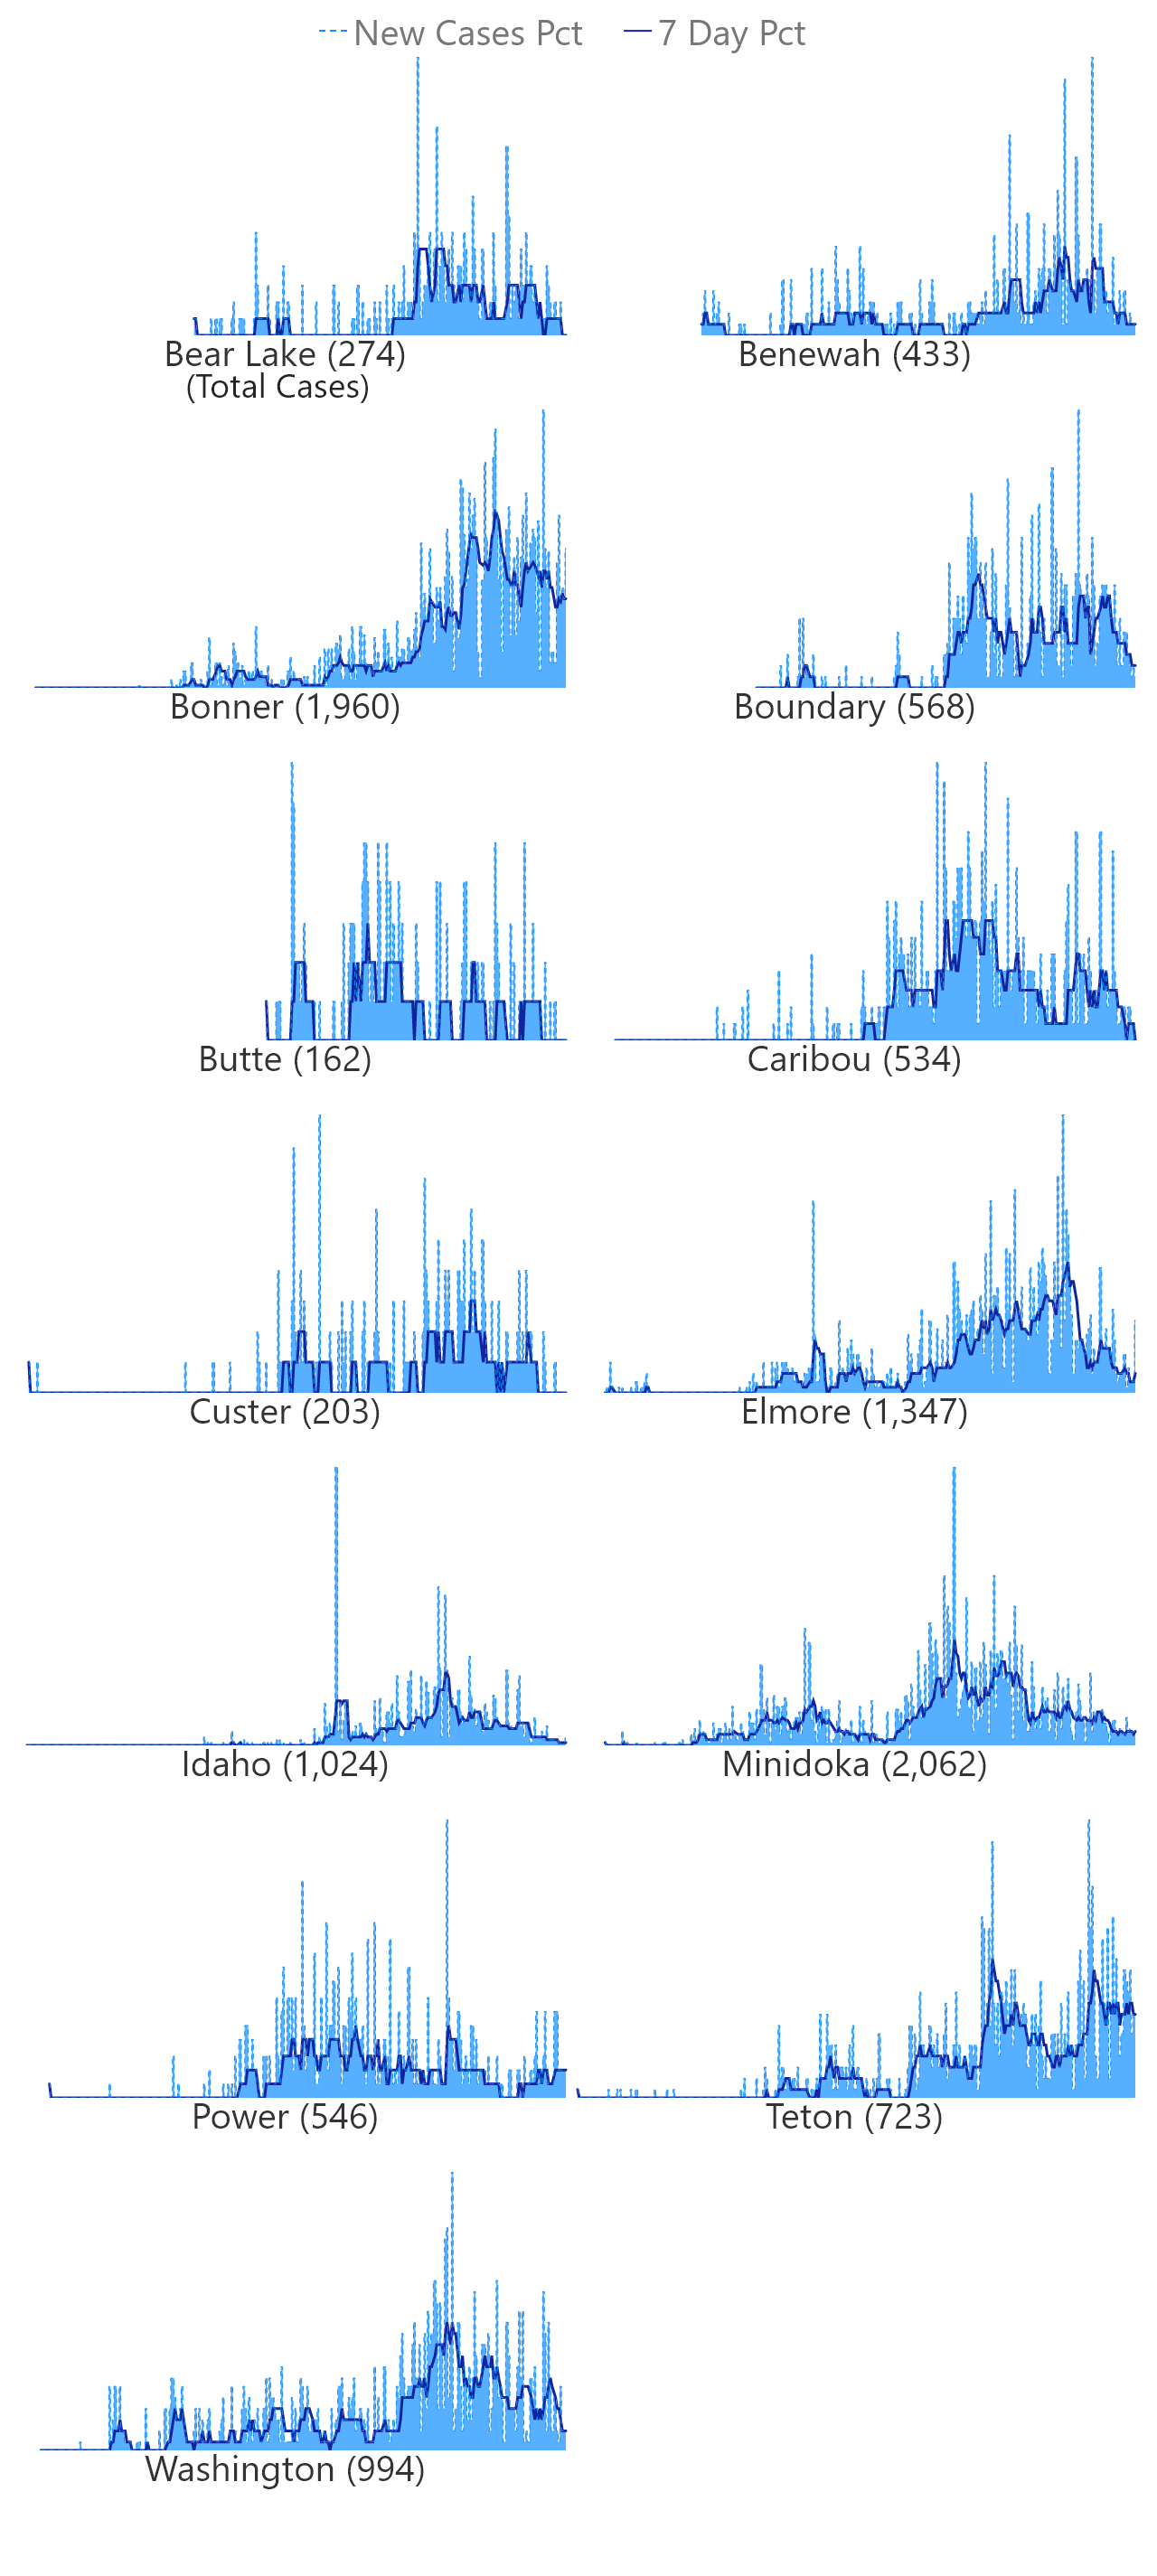 New Cases Pct 7 Day Pct
Bear Lake (274) Benewah (433)
(Total Cases)
Bonner (1,960) Boundary (568)
Butte (162) Caribou (534)
Custer (203) Elmore (1,347)
Idaho (1,024) Minidoka (2,062)
Power (546) Teton (723)
Washington (994)